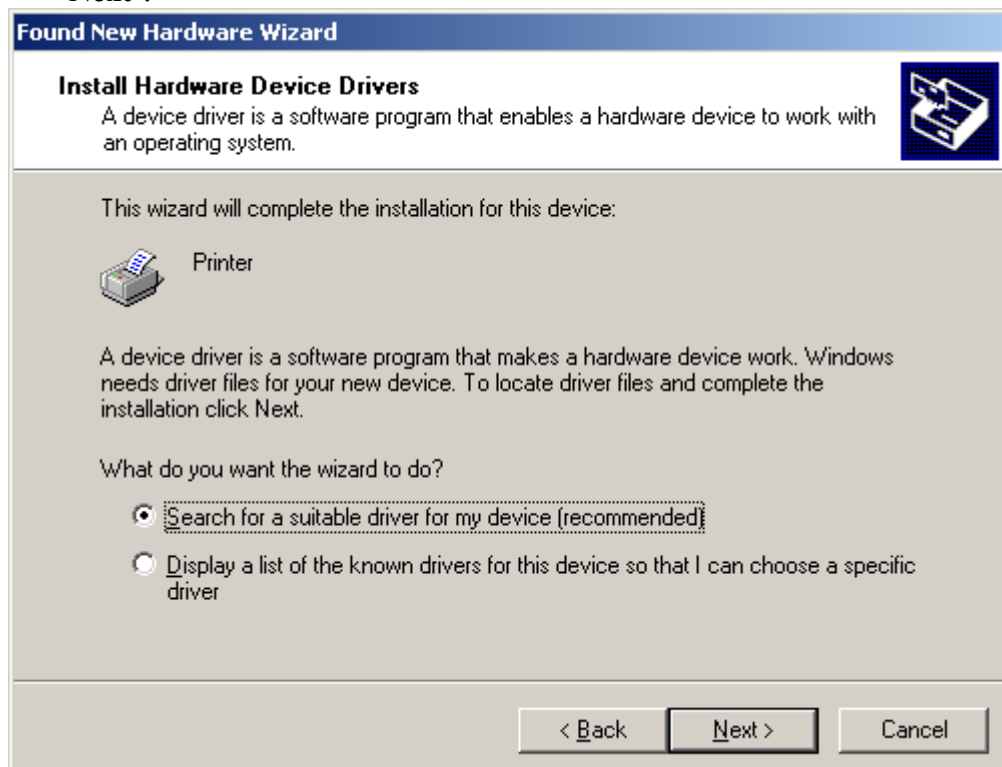 Found New Hardware Wizard
Install Hardware Device Drivers
A device driver is a software program that enables a hardware device to work with
an operating system.
This wizard will complete the installation for this device:
Printer
A device driver is a software program that makes a hardware device work. Windows
needs driver files for your new device. To locate driver files and complete the
installation click Next.
What do you want the wizard to do?
Search for a suitable driver for my device (recommended)
Display a list of the known drivers for this device so that I can choose a specific
driver
< Back
Next >
Cancel